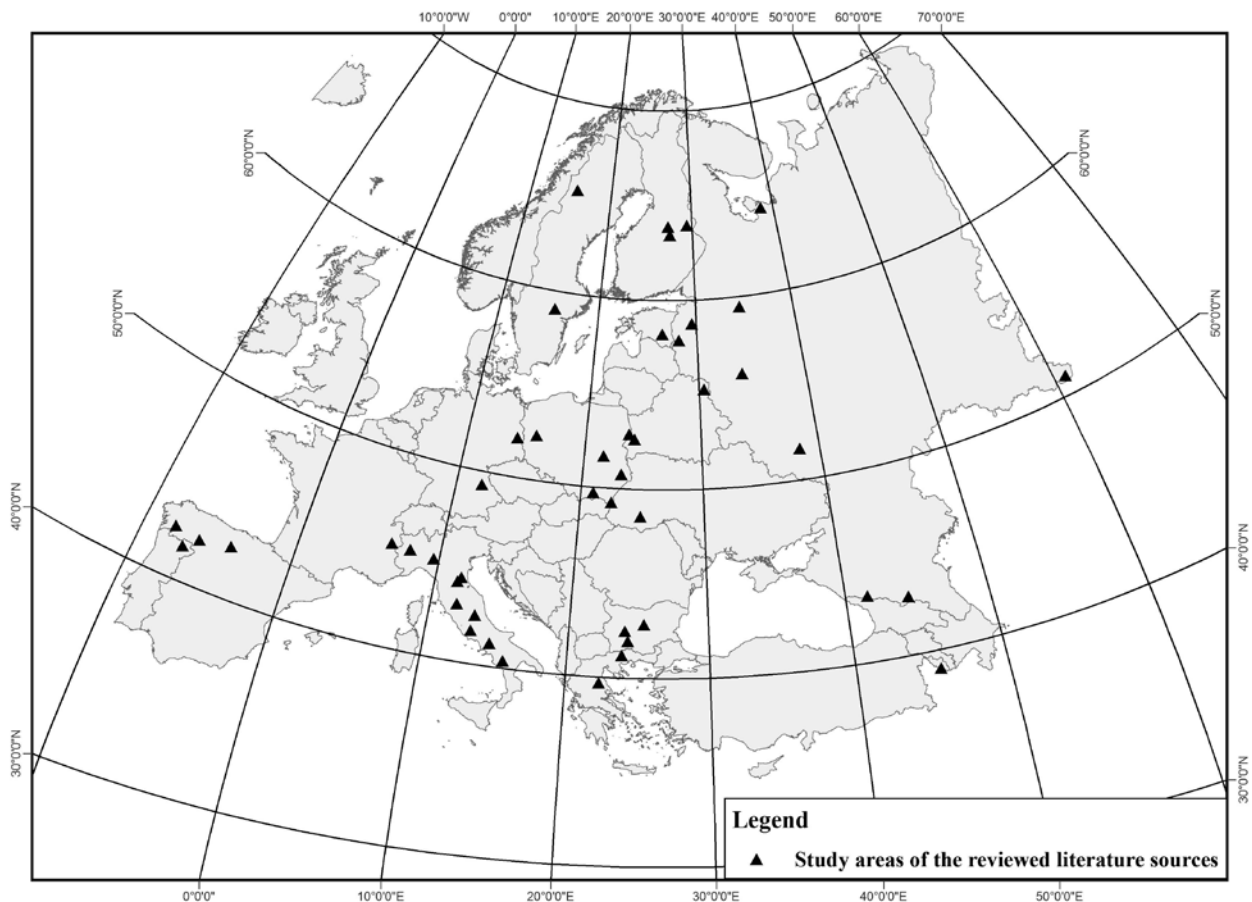 10°0'0"W 0°0'0" 10°0'0"E 20°0'0"E 30°0'0"E 40°0'0"E 50°0'0"E 60°0'0"E 70°0'0"E
60°0'0"N
60°0'0"N
50°0'0"N
50°0'0"N
40°0'0"N
40°0'0"N
30°0'0"N
30°0'0"N
Legend
Study areas of the reviewed literature sources
0°0'0"E 10°0'0"E 20°0'0"E 30°0'0"E 40°0'0"E 50°0'0"E